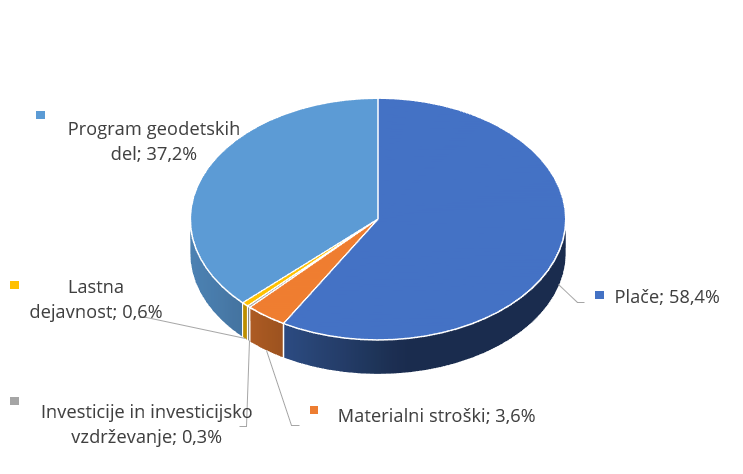 Program geodetskih
del; 37,2%
Lastna
dejavnost; 0,6%
Plače; 58,4%
Investicije in investicijsko
vzdrževanje; 0,3%
Materialni stroški; 3,6%